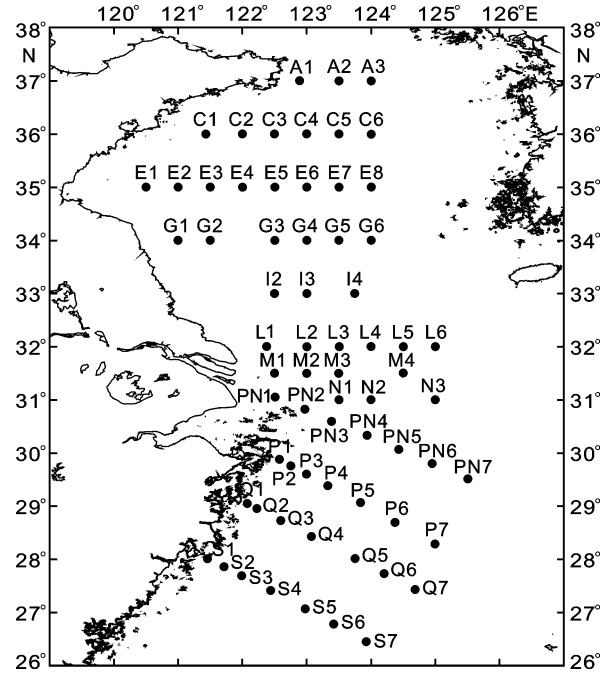 120° 121° 122° 123° 124° 125° 126°E
38° 38°
N N
A1 A2 A3
37° 37°
C1 C2 C3 C4 C5 C6
36° 36°
E1 E2 E3 E4 E5 E6 E7 E8
35° 35°
G1 G2 G3 G4 G5 G6
34° 34°
I2 I3 I4
33° 33°
L1 L2 L3 L4 L5 L6
32° 32°
M1 M2 M3 M4
PN1 PN2 N1 N2 N3
31° 31°
PN3 PN4 PN5
30° 30°
P1 PN6
P2 P3 P4 PN7
Q1 P5
29° 29°
Q2 Q3 P6
Q4 P7
28° 28°
S1 Q5
S2 S3 Q6
S4 Q7
27° 27°
S5
S6
S7
26° 26°